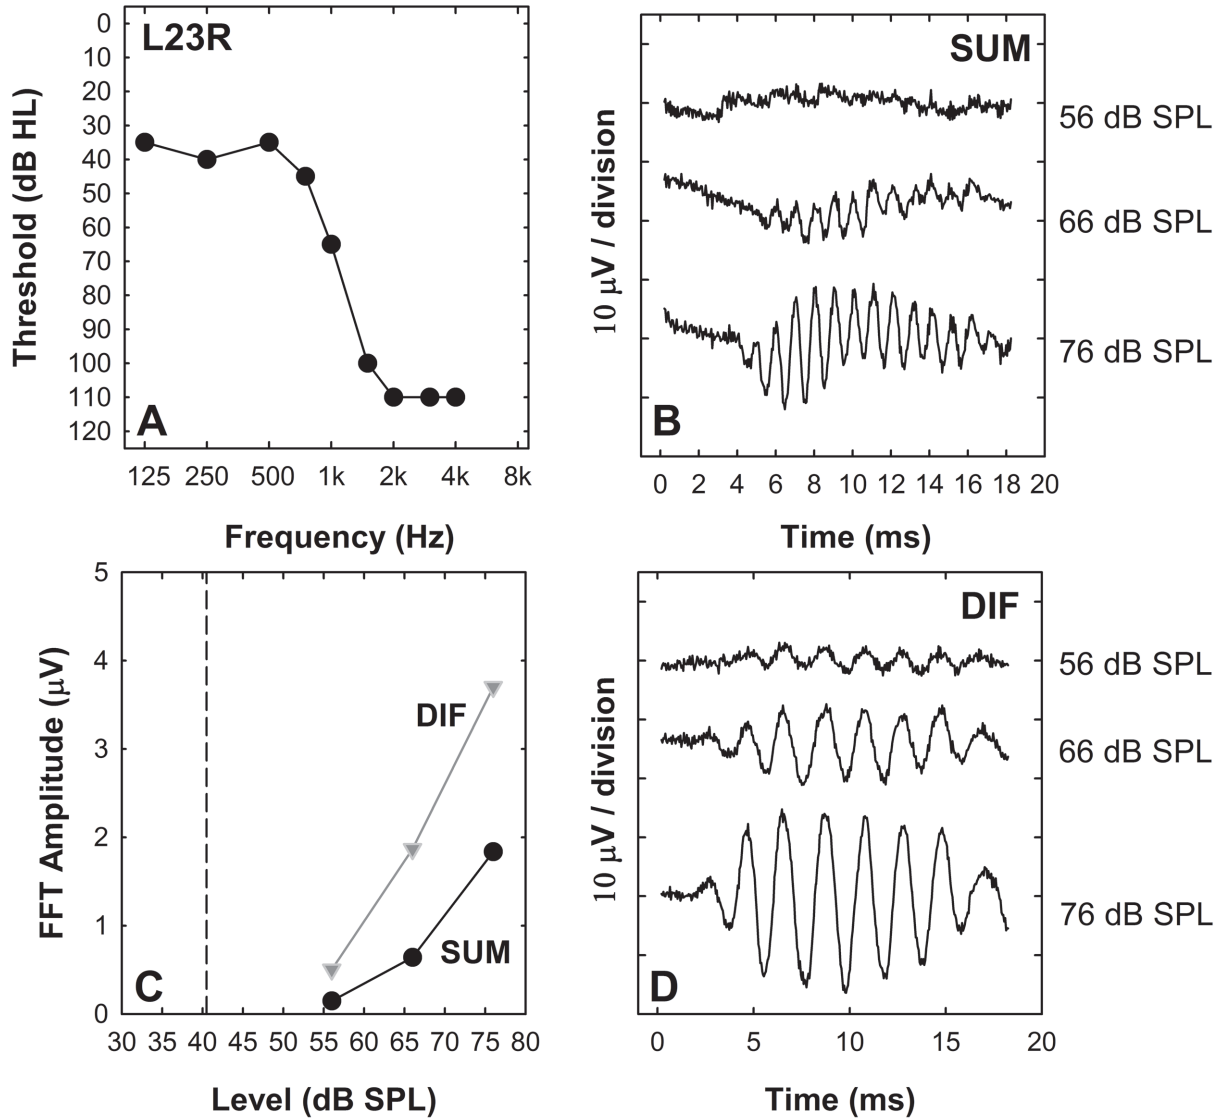 L23R
Threshold (dB HL)
0
10
20
30
40
50
60
70
80
90
100
110
120
A
125 250 500 1k 2k 4k 8k
Frequency (Hz)
SUM
10 µV / division
56 dB SPL
66 dB SPL
76 dB SPL
B
0 2 4 6 8 10 12 14 16 18 20
Time (ms)
FFT Amplitude (µV)
5
4
3
2
1
0
DIF
SUM
C
30 35 40 45 50 55 60 65 70 75 80
Level (dB SPL)
DIF
10 µV / division
56 dB SPL
66 dB SPL
76 dB SPL
D
0 5 10 15 20
Time (ms)